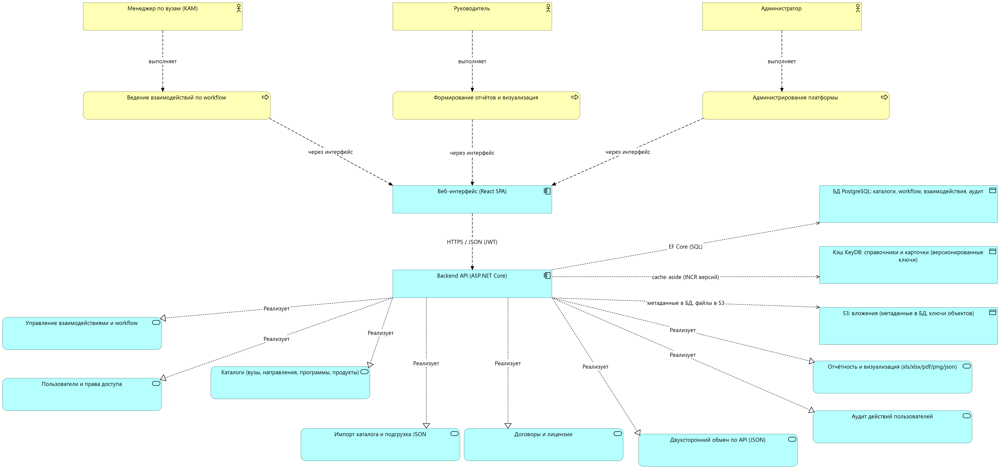 Менеджер по вузам (КАМ)
Руководитель
Администратор
выполняет
выполняет
выполняет
Ведение взаимодействий по workflow
Формирование отчётов и визуализация
Администрирование платформы
через интерфейс
через интерфейс
через интерфейс
Веб-интерфейс (React SPA)
БД PostgreSQL: каталоги, workflow, взаимодействия, аудит
HTTPS / JSON (JWT)
EF Core (SQL)
Кэш KeyDB: справочники и карточки (версионированные
ключи)
Backend API (ASP.NET Core)
cache-aside (INCR версий)
метаданные в БД, файлы в S3
S3: вложения (метаданные в БД, ключи объектов)
Реализует
Управление взаимодействиями и workflow
Реализует
Реализует
Реализует
Реализует
Реализует
Реализует
Реализует
Отчётность и визуализация (xls/xlsx/pdf/png/json)
Каталоги (вузы, направления, программы, продукты)
Пользователи и права доступа
Аудит действий пользователей
Импорт каталога и подгрузка JSON
Договоры и лицензии
Двухсторонний обмен по API (JSON)